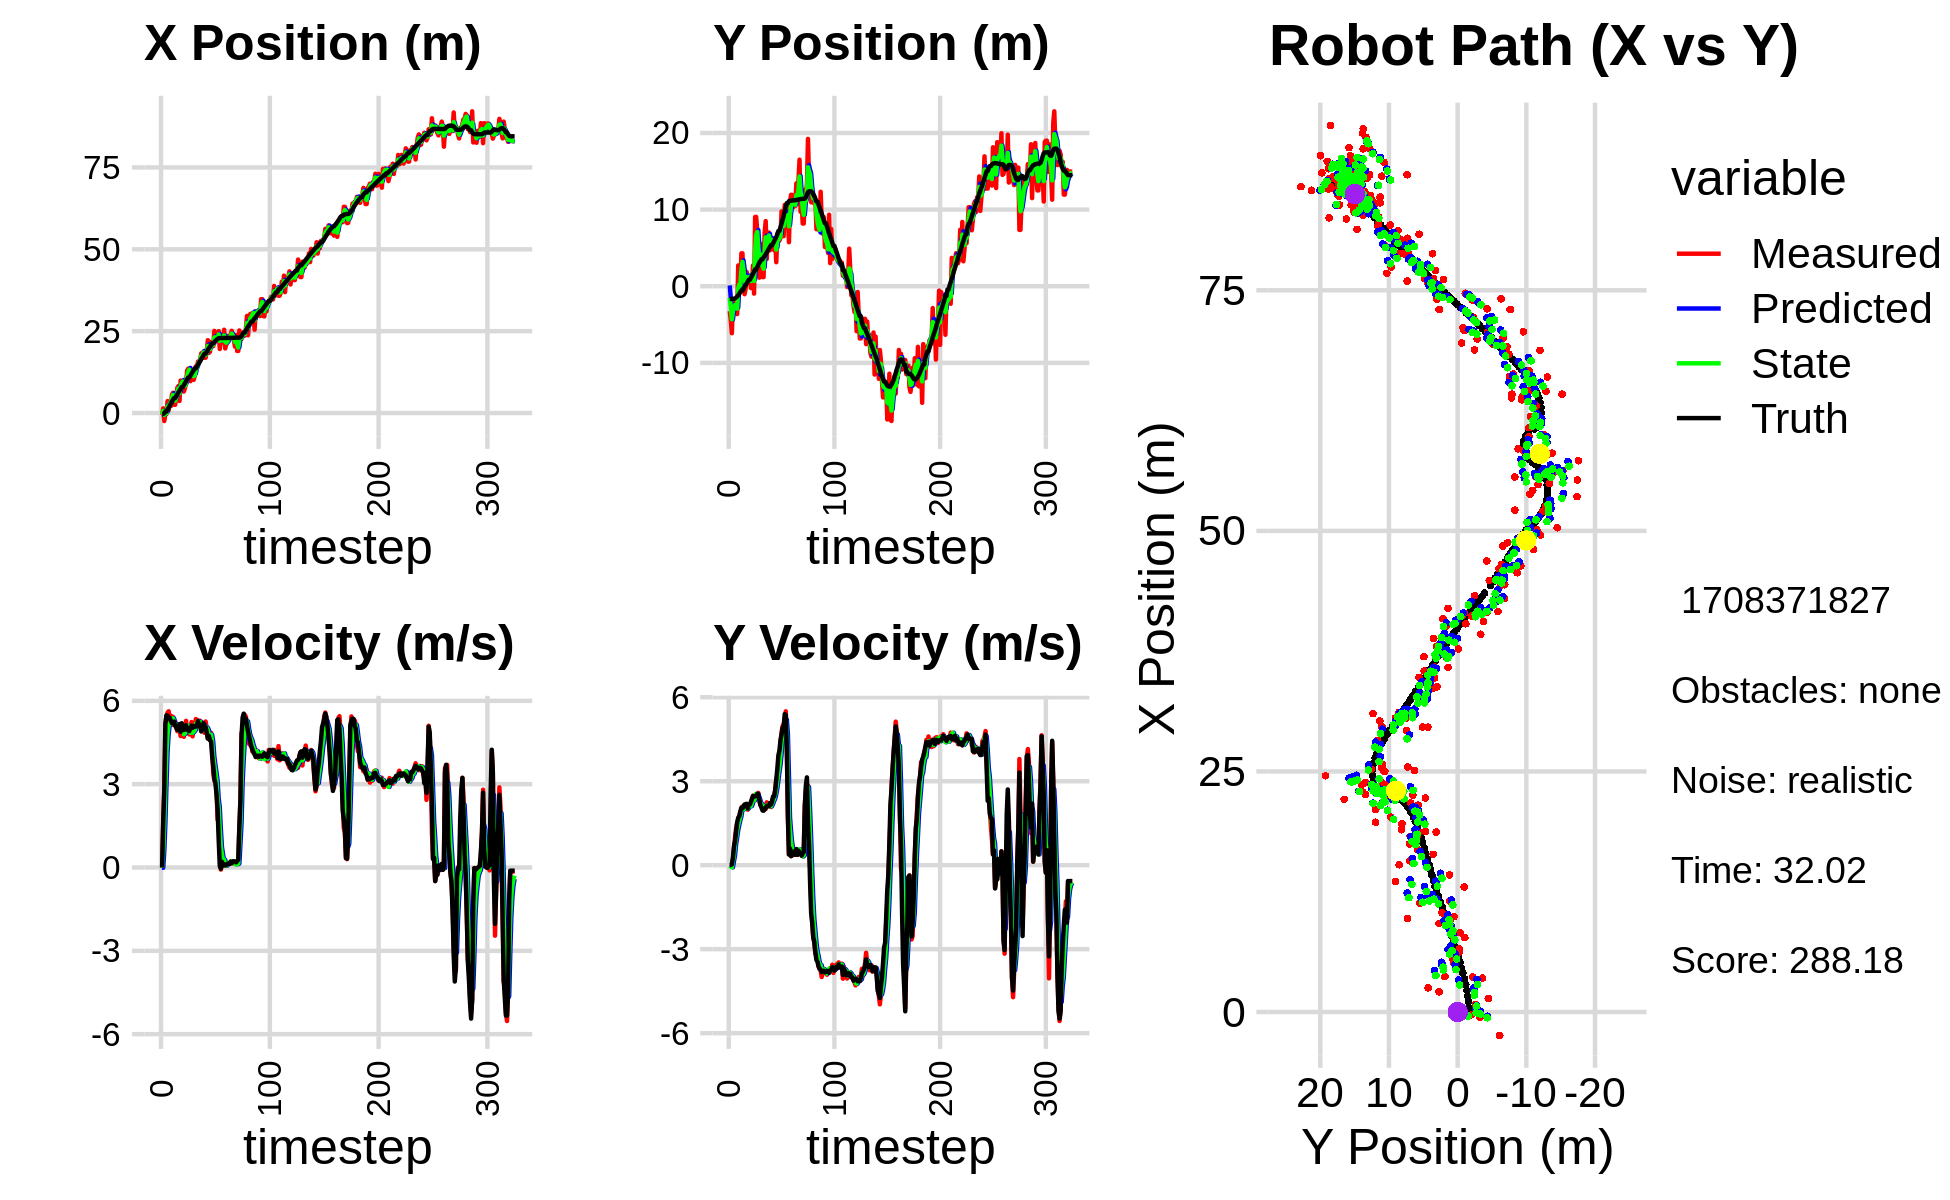 X Position (m)
75
50
25
0
0
100
200
300
timestep
Y Position (m)
20
10
0
-10
0
100
200
300
timestep
X Velocity (m/s)
6
3
0
-3
-6
0
100
200
300
timestep
Y Velocity (m/s)
6
3
0
-3
-6
0
100
200
300
timestep
Robot Path (X vs Y)
X Position (m)
75
50
25
0
20 10 0 -10 -20
Y Position (m)
variable
Measured
Predicted
State
Truth
1708371827
Obstacles: none
Noise: realistic
Time: 32.02
Score: 288.18